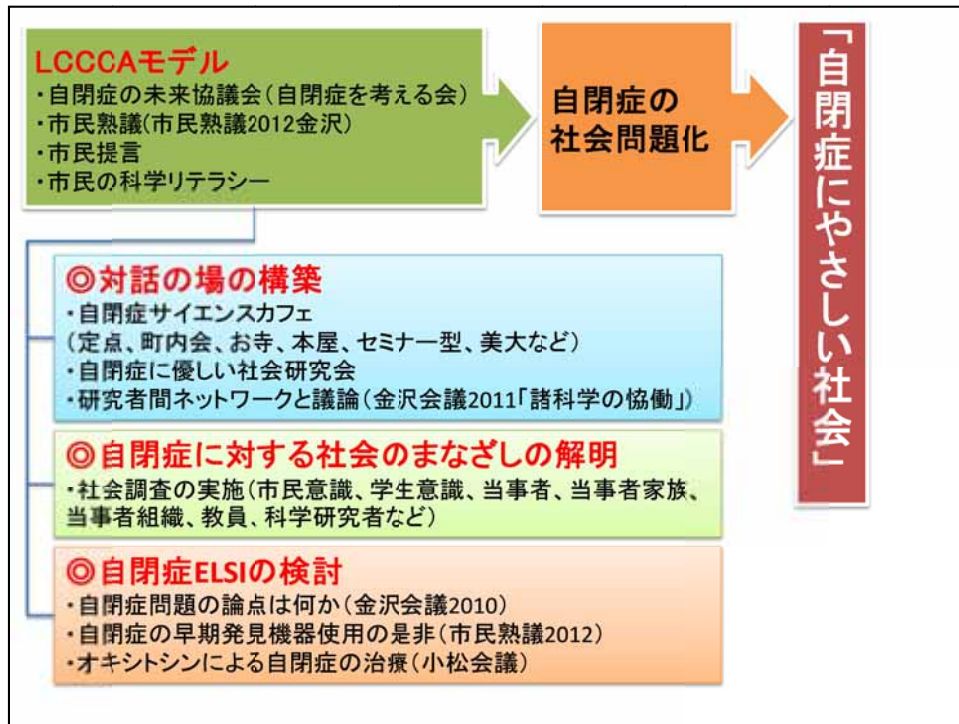 LCCCAモデル
・自閉症の未来協議会(自閉症を考える会)
・市民熟議(市民熟議2012金沢)
・市民提言
・市民の科学リテラシー
自閉症の
社会問題化
「自閉症にやさしい社会」
◎対話の場の構築
・自閉症サイエンスカフェ
(定点、町内会、お寺、本屋、セミナー型、美大など)
・自閉症に優しい社会研究会
・研究者間ネットワークと議論(金沢会議2011「諸科学の恊働」)
◎自閉症に対する社会のまなざしの解明
・社会調査の実施(市民意識、学生意識、当事者、当事者家族、
当事者組織、教員、科学研究者など)
◎自閉症ELSIの検討
・自閉症問題の論点は何か(金沢会議2010)
・自閉症の早期発見機器使用の是非(市民熟議2012)
・オキシトシンによる自閉症の治療(小松会議)